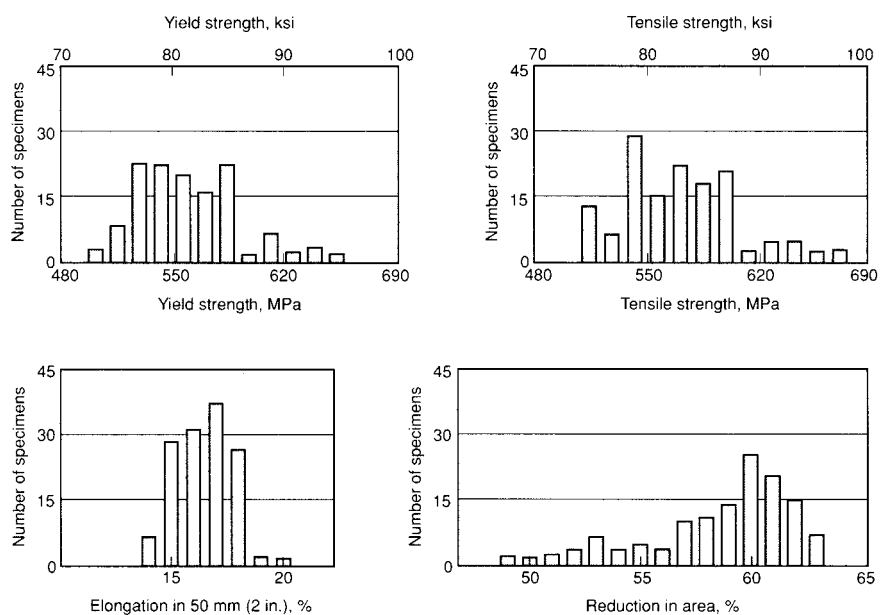 Yield strength, ksi
70 80 90 100
Number of specimens
45
30
15
0
480 550 620 690
Yield strength, MPa
Tensile strength, ksi
70 80 90 100
Number of specimens
45
30
15
0
480 550 620 690
Tensile strength, MPa
Number of specimens
45
30
15
0
15 20
Elongation in 50 mm (2 in.), %
Number of specimens
45
30
15
0
50 55 60 65
Reduction in area, %